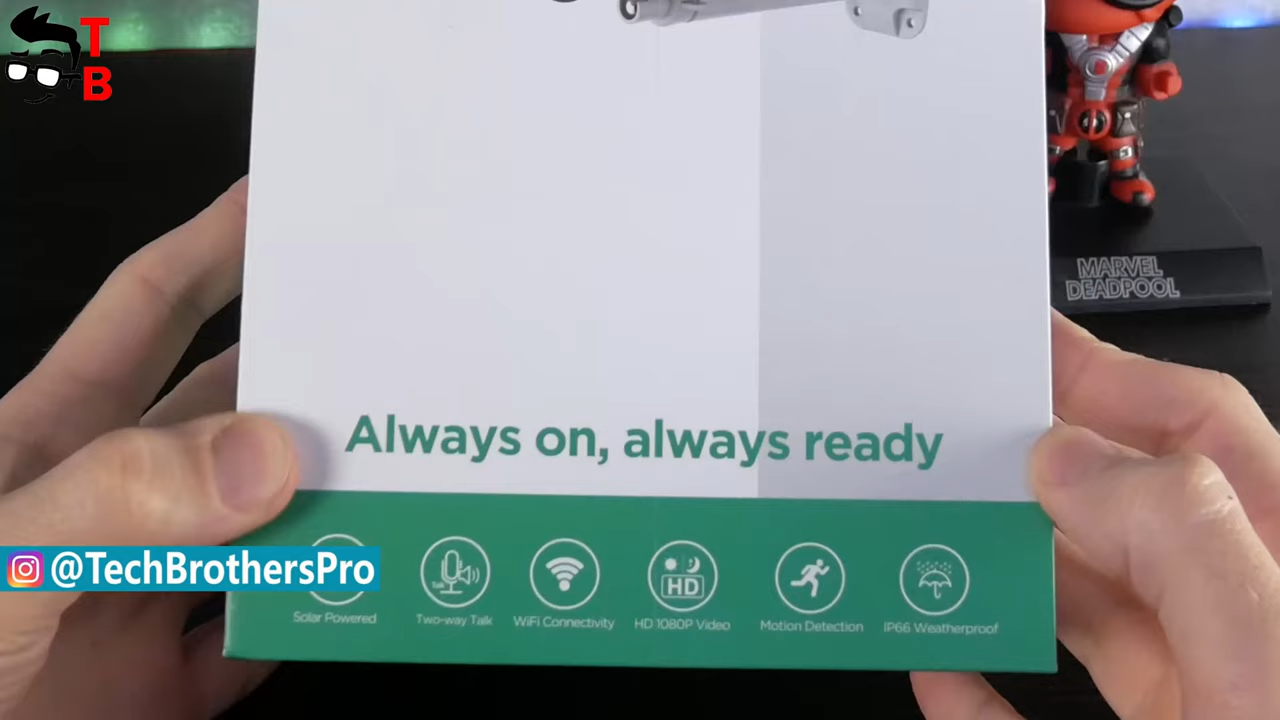 T
B
MARVEL
DEADPOOL
Always on, always ready
@TechBrothersPro
Talk
HD
Solar Powered
Two-way Talk
WiFi Connectivity
HD 1080P Video
Motion Detection
IP66 Weatherproof